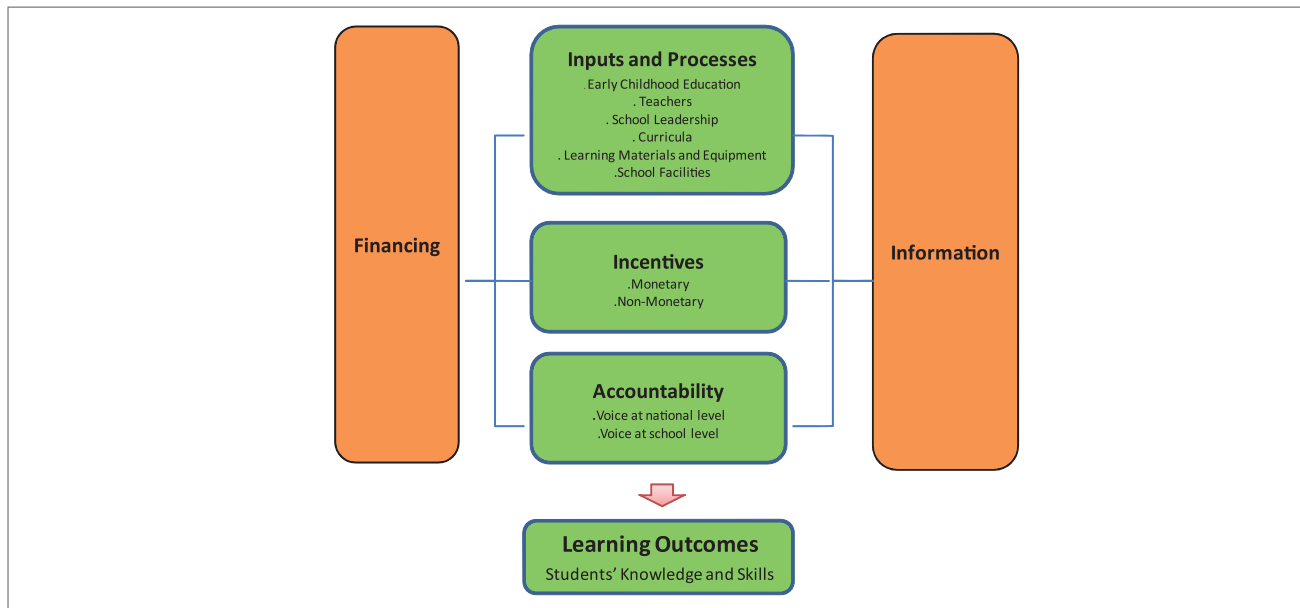 Financing
Inputs and Processes
. Early Childhood Education
. Teachers
. School Leadership
. Curricula
. Learning Materials and Equipment
.School Facilities
Incentives
.Monetary
.Non-Monetary
Accountability
.Voice at national level
.Voice at school level
Information
Learning Outcomes
Students’ Knowledge and Skills